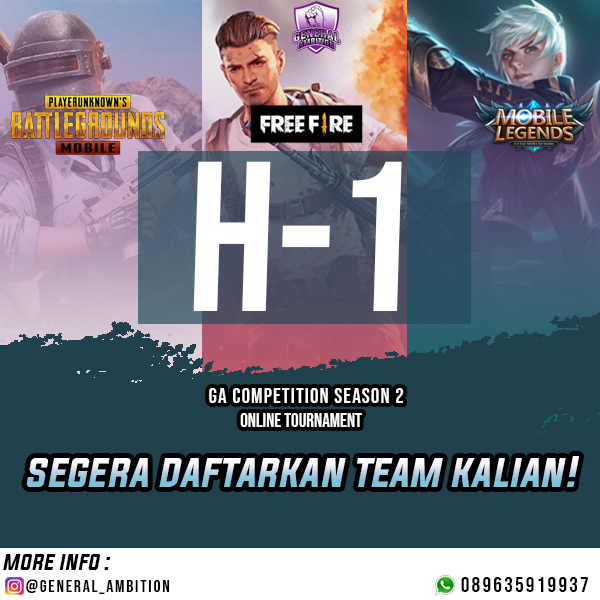 GENERAL
AMBITION
PLAYERUNKNOWN'S
BATTLEGROUNDS
MOBILE
FREE FIRE
MOBILE
LEGENDS
H-1
GA COMPETITION SEASON 2
ONLINE TOURNAMENT
SEGERA DAFTARKAN TEAM KALIAN!
MORE INFO :
@GENERAL_AMBITION
089635919937